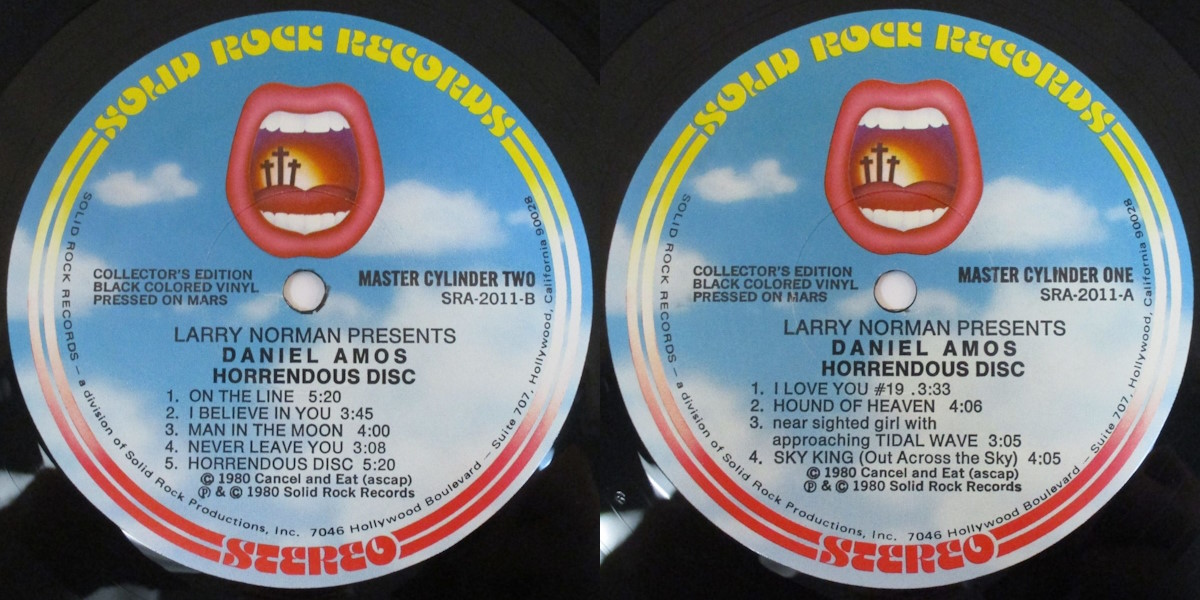 SOLID ROCK RECORDS
COLLECTOR'S EDITION
BLACK COLORED VINYL
PRESSED ON MARS
MASTER CYLINDER TWO
SRA-2011-B
LARRY NORMAN PRESENTS
DANIEL AMOS
HORRENDOUS DISC
1. ON THE LINE 5:20
2. I BELIEVE IN YOU 3:45
3. MAN IN THE MOON 4:00
4. NEVER LEAVE YOU 3:08
5. HORRENDOUS DISC 5:20
© 1980 Cancel and Eat (ascap)
℗ & © 1980 Solid Rock Records
SOLID ROCK RECORDS – a division of Solid Rock Productions, Inc. 7046 Hollywood Boulevard – Suite 707, Hollywood, California 90028
STEREO
SOLID ROCK RECORDS
COLLECTOR'S EDITION
BLACK COLORED VINYL
PRESSED ON MARS
MASTER CYLINDER ONE
SRA-2011-A
LARRY NORMAN PRESENTS
DANIEL AMOS
HORRENDOUS DISC
1. I LOVE YOU #19 .3:33
2. HOUND OF HEAVEN 4:06
3. near sighted girl with
approaching TIDAL WAVE 3:05
4. SKY KING (Out Across the Sky) 4:05
© 1980 Cancel and Eat (ascap)
℗ & © 1980 Solid Rock Records
SOLID ROCK RECORDS – a division of Solid Rock Productions, Inc. 7046 Hollywood Boulevard – Suite 707, Hollywood, California 90028
STEREO